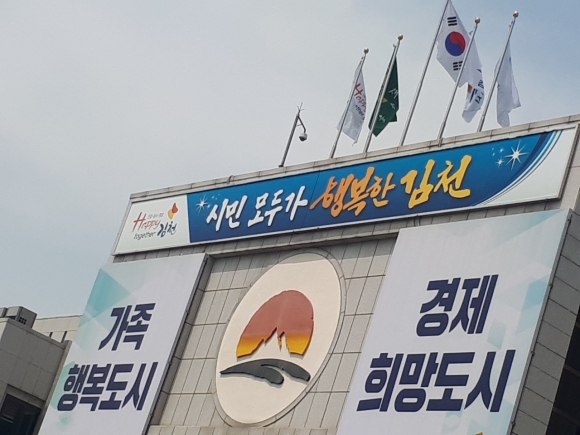 Happy
together 김천
시민 모두가 행복한 김천
가족
행복도시
경제
희망도시